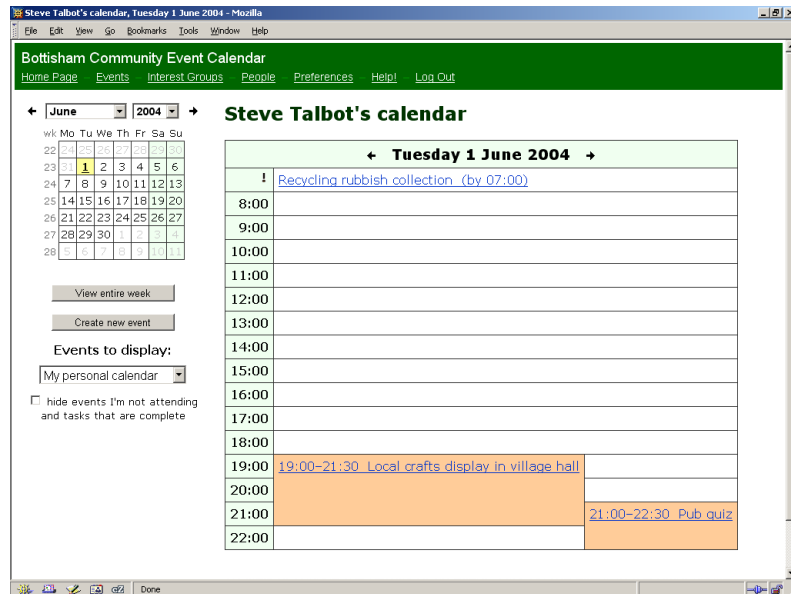 Steve Talbot's calendar, Tuesday 1 June 2004 - Mozilla
File Edit View Go Bookmarks Tools Window Help
Bottisham Community Event Calendar
Home Page – Events – Interest Groups – People – Preferences – Help! – Log Out
← June 2004 →
wk Mo Tu We Th Fr Sa Su
22 24 25 26 27 28 29 30
23 31 1 2 3 4 5 6
24 7 8 9 10 11 12 13
25 14 15 16 17 18 19 20
26 21 22 23 24 25 26 27
27 28 29 30 1 2 3 4
28 5 6 7 8 9 10 11
View entire week
Create new event
Events to display:
My personal calendar
hide events I'm not attending
and tasks that are complete
Steve Talbot's calendar
← Tuesday 1 June 2004 →
! Recycling rubbish collection (by 07:00)
8:00
9:00
10:00
11:00
12:00
13:00
14:00
15:00
16:00
17:00
18:00
19:00 19:00–21:30 Local crafts display in village hall
20:00
21:00 21:00–22:30 Pub quiz
22:00
Done